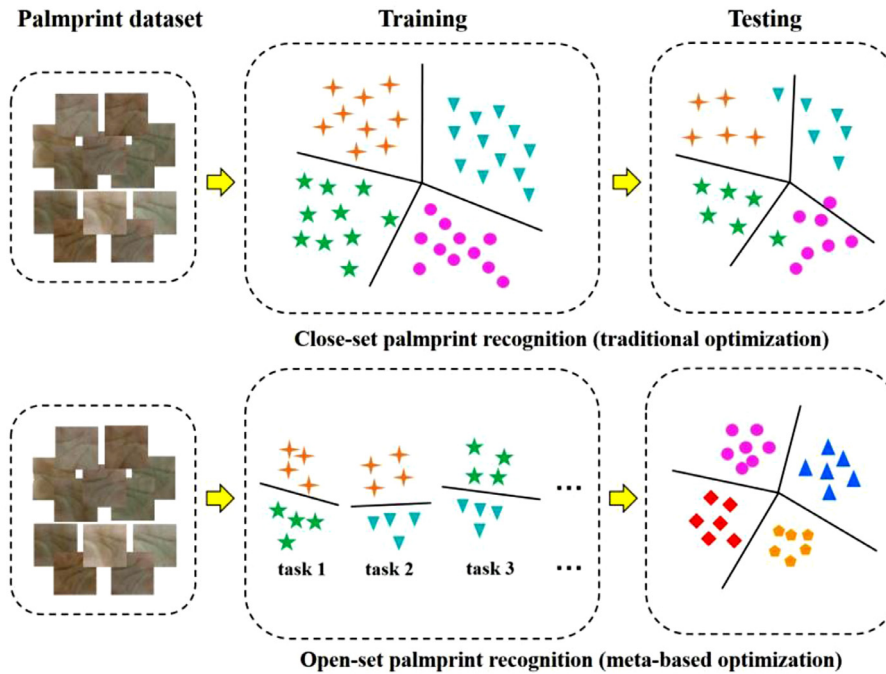 Palmprint dataset
Training
Testing
Close-set palmprint recognition (traditional optimization)
task 1
task 2
task 3
...
...
Open-set palmprint recognition (meta-based optimization)